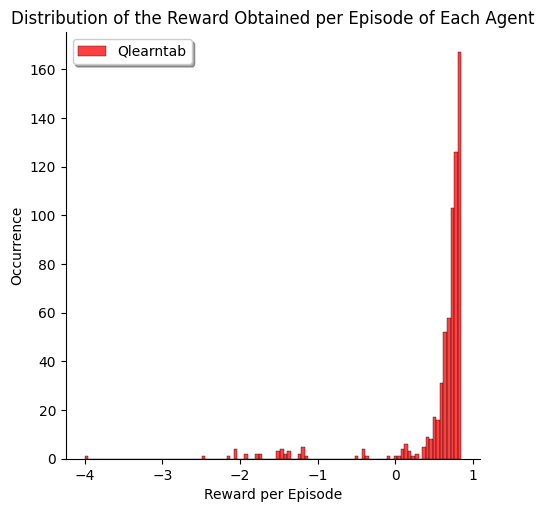 Distribution of the Reward Obtained per Episode of Each Agent
Qlearntab
160
140
120
100
80
60
40
20
0
Occurrence
−4 −3 −2 −1 0 1
Reward per Episode